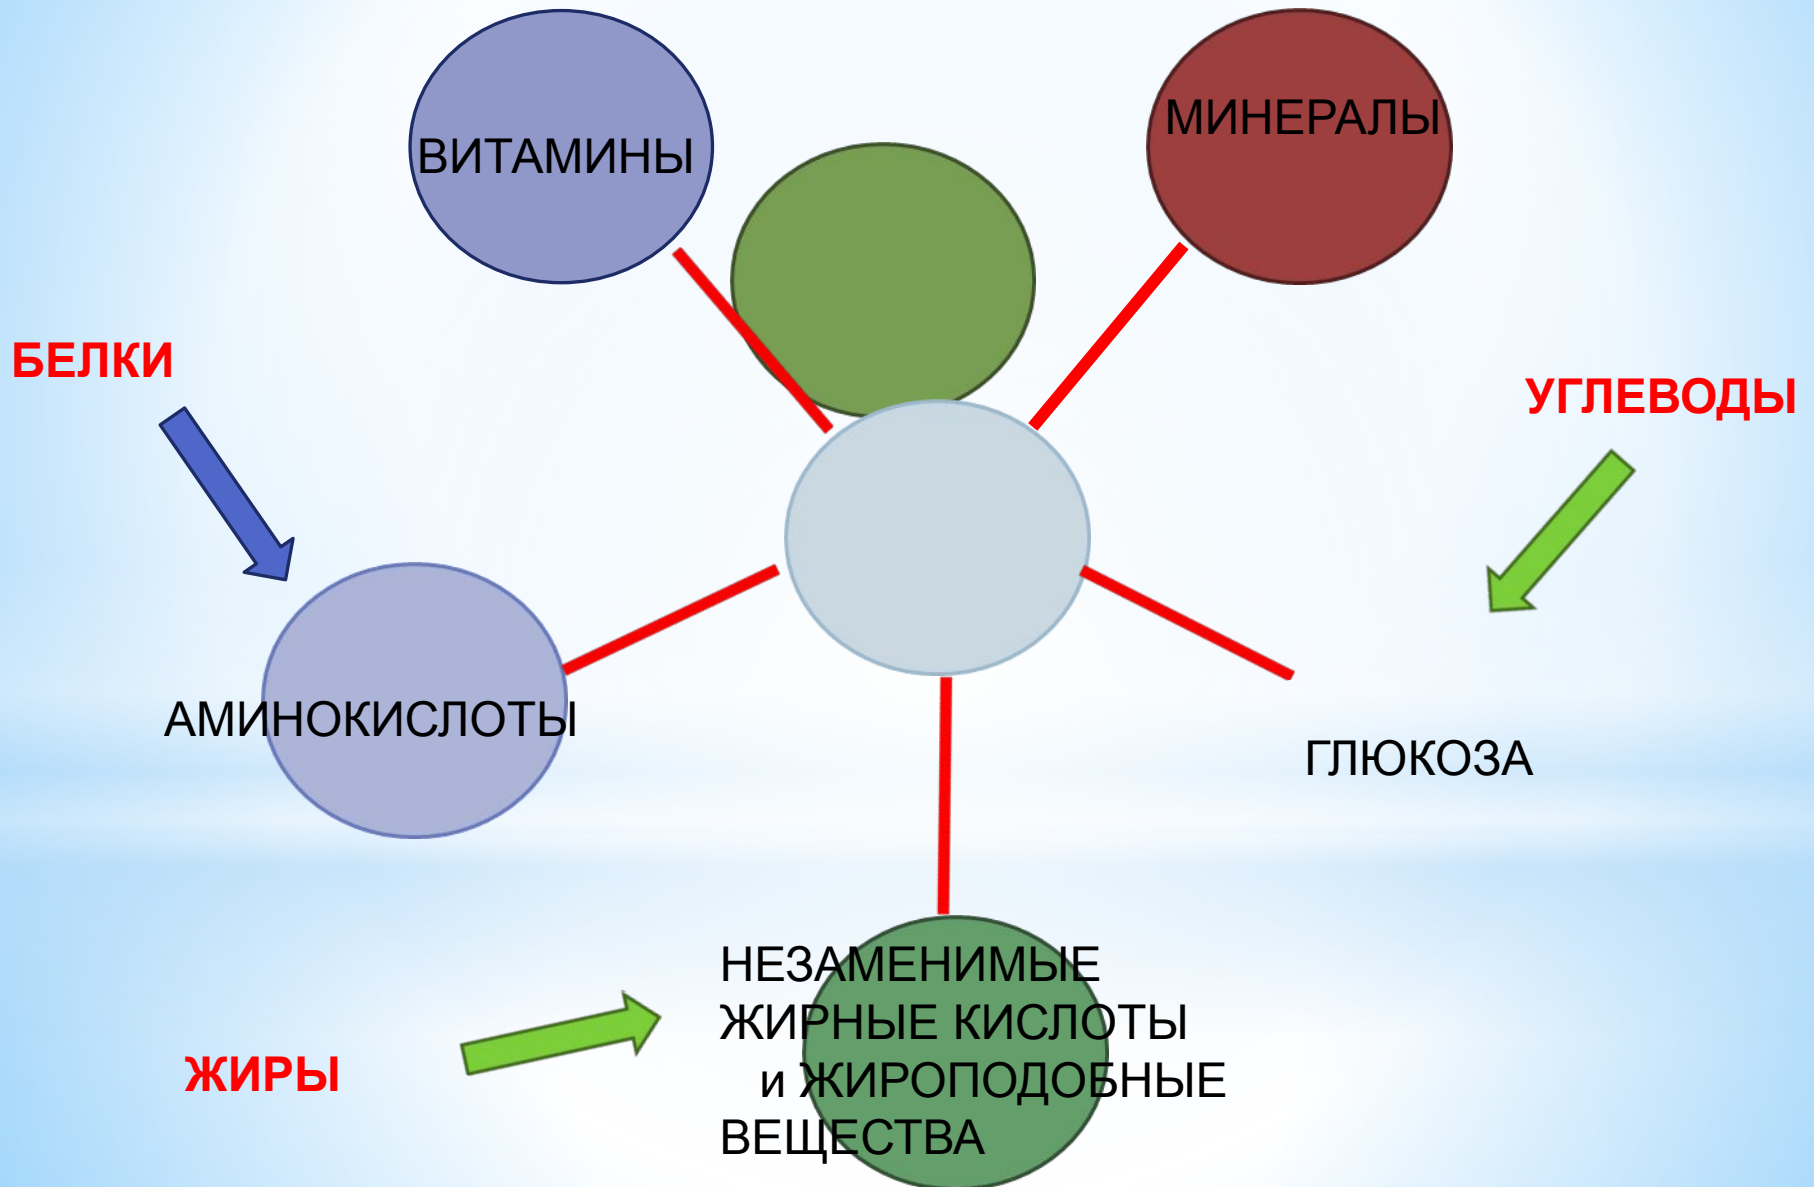 ВИТАМИНЫ
МИНЕРАЛЫ
БЕЛКИ
УГЛЕВОДЫ
АМИНОКИСЛОТЫ
ГЛЮКОЗА
НЕЗАМЕНИМЫЕ
ЖИРНЫЕ КИСЛОТЫ
и ЖИРОПОДОБНЫЕ
ВЕЩЕСТВА
ЖИРЫ